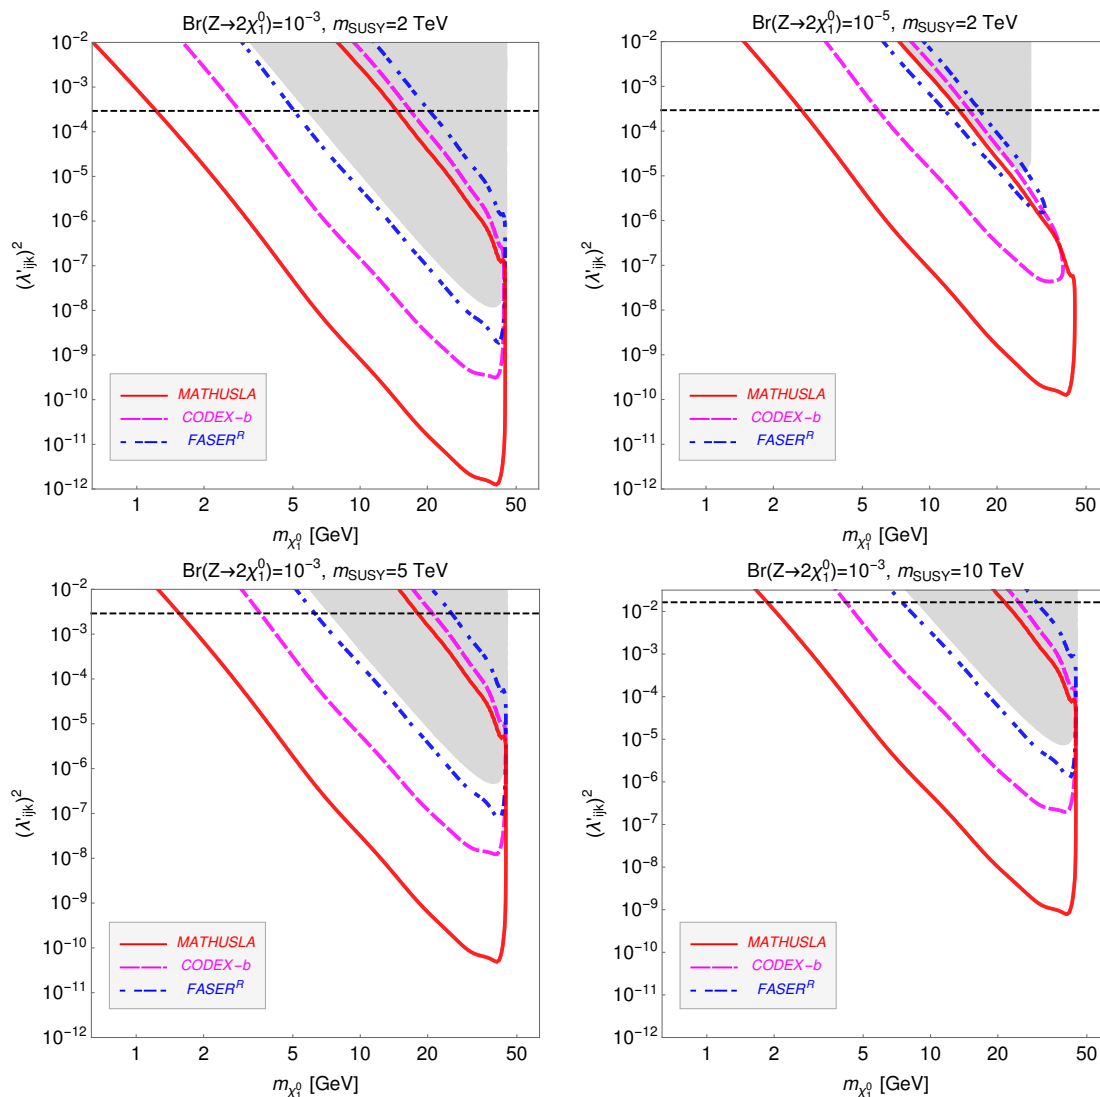 Br(Z→2χ₁⁰)=10⁻³, m_SUSY=2 TeV
10⁻²
10⁻³
10⁻⁴
10⁻⁵
10⁻⁶
10⁻⁷
10⁻⁸
10⁻⁹
10⁻¹⁰
10⁻¹¹
10⁻¹²
(λ'ᵢⱼₖ)²
MATHUSLA
CODEX−b
FASERᴿ
1 2 5 10 20 50
m_χ₁⁰ [GeV]
Br(Z→2χ₁⁰)=10⁻⁵, m_SUSY=2 TeV
10⁻²
10⁻³
10⁻⁴
10⁻⁵
10⁻⁶
10⁻⁷
10⁻⁸
10⁻⁹
10⁻¹⁰
10⁻¹¹
10⁻¹²
(λ'ᵢⱼₖ)²
MATHUSLA
CODEX−b
FASERᴿ
1 2 5 10 20 50
m_χ₁⁰ [GeV]
Br(Z→2χ₁⁰)=10⁻³, m_SUSY=5 TeV
10⁻²
10⁻³
10⁻⁴
10⁻⁵
10⁻⁶
10⁻⁷
10⁻⁸
10⁻⁹
10⁻¹⁰
10⁻¹¹
10⁻¹²
(λ'ᵢⱼₖ)²
MATHUSLA
CODEX−b
FASERᴿ
1 2 5 10 20 50
m_χ₁⁰ [GeV]
Br(Z→2χ₁⁰)=10⁻³, m_SUSY=10 TeV
10⁻²
10⁻³
10⁻⁴
10⁻⁵
10⁻⁶
10⁻⁷
10⁻⁸
10⁻⁹
10⁻¹⁰
10⁻¹¹
10⁻¹²
(λ'ᵢⱼₖ)²
MATHUSLA
CODEX−b
FASERᴿ
1 2 5 10 20 50
m_χ₁⁰ [GeV]